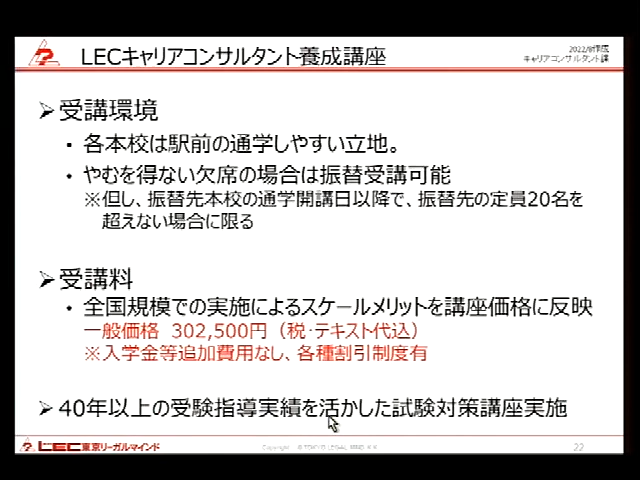 LECキャリアコンサルタント養成講座
2022/8作成
キャリアコンサルタント課
➤受講環境
・各本校は駅前の通学しやすい立地。
・やむを得ない欠席の場合は振替受講可能
※但し、振替先本校の通学開講日以降で、振替先の定員20名を
超えない場合に限る
➤受講料
・全国規模での実施によるスケールメリットを講座価格に反映
一般価格 302,500円（税･テキスト代込）
※入学金等追加費用なし、各種割引制度有
➤40年以上の受験指導実績を活かした試験対策講座実施
LEC東京リーガルマインド
22